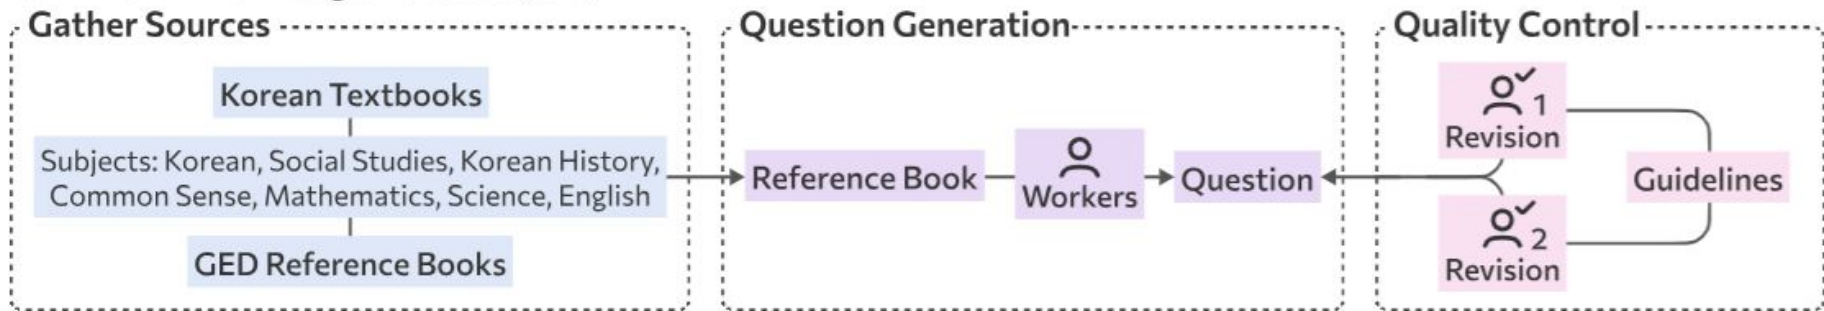 Gather Sources
Korean Textbooks
Subjects: Korean, Social Studies, Korean History,
Common Sense, Mathematics, Science, English
GED Reference Books
Question Generation
Reference Book
Workers
Question
Quality Control
1
Revision
2
Revision
Guidelines